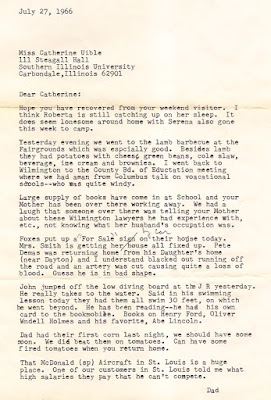 July 27, 1966
Miss Catherine Uible
111 Steagall Hall
Southern Illinois University
Carbondale,Illinois 62901
Dear Catherine:
Hope you have recovered from your weekend visitor. I
think Roberta is still catching up on her sleep. It
does seem lonesome around home with Serena also gone
this week to camp.
Yesterday evening we went to the lamb barbecue at the
Fairgrounds which was espcially good. Besides lamb
they had potatoes with cheese, green beans, cole slaw,
beverage, ice cream and brownies. I went back to
Wilmington to the County Bd. of Eductation meeting
where we had aman from Columbus talk on voacational
schools--who was quite windy.
Large supply of books have come in at School and your
Mother has been over there working away. We had a
laugh that someone over there was telling your Mother
about these Wilmington lawyers he had experience with,
etc., not knowing what her husband's occupation was.
Foxes put up a For Sale sign on their house today.
Mrs. Smith is getting her house all fixed up. Pete
Demas was returning home from his Daughter's home
(near Dayton) and I understand blacked out running off
the road and an artery was cut causing quite a loss of
blood. Guess he is in bad shape.
John jumped off the low diving board at the J R yesterday.
He really takes to the water. Said in his swimming
lesson today they had them all swim 30 feet, on which
he went beyond. He has been reading--he had his own
card to the bookmobile. Books on Henry Ford, Oliver
Wndell Holmes and his favorite, Abe Lincoln.
Dad had their first corn last night, we should have some
soon. We did beat them on tomatoes. Can have some
fired tomatoes when you return home.
That McDonald (sp) Aircraft in St. Louis is a huge
place. One of our customers in St. Louis told me what
high salaries they pay that he can't compete.
Dad